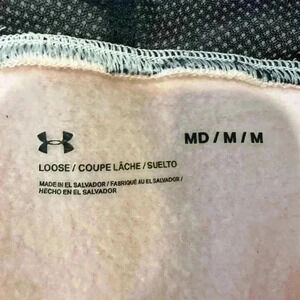 MD / M / M
LOOSE / COUPE LÂCHE / SUELTO
MADE IN EL SALVADOR / FABRIQUÉ AU EL SALVADOR /
HECHO EN EL SALVADOR